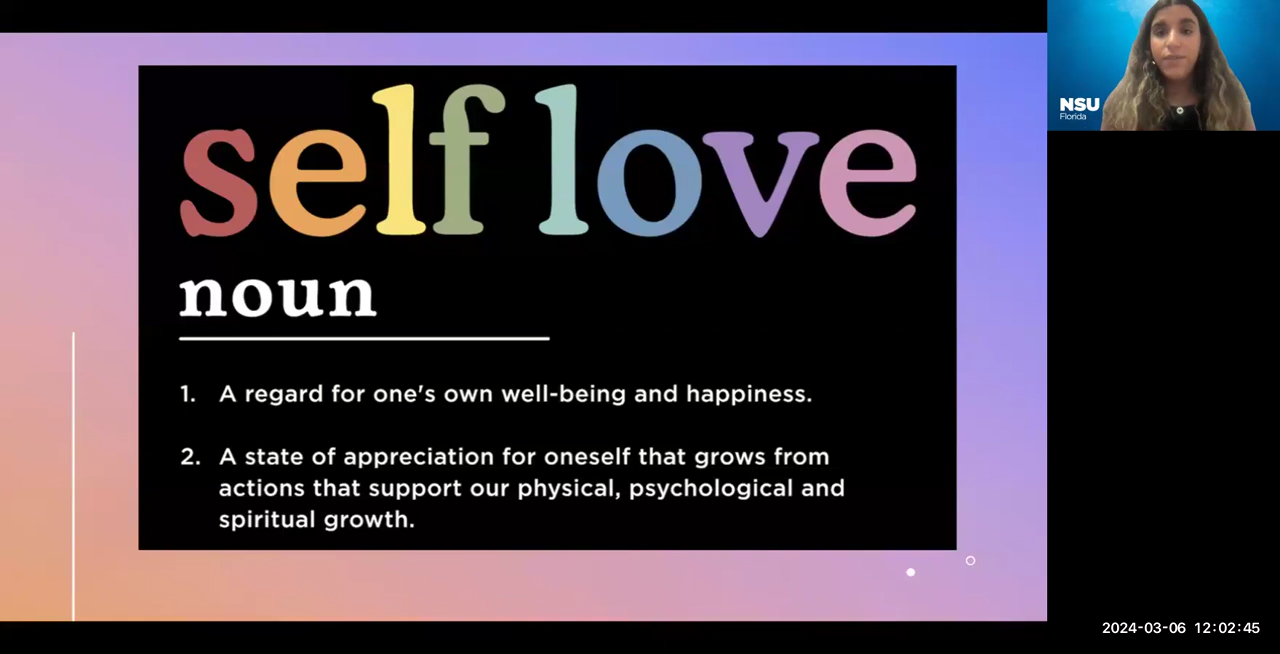 self love
noun
1. A regard for one's own well-being and happiness.
2. A state of appreciation for oneself that grows from
actions that support our physical, psychological and
spiritual growth.
NSU
Florida
2024-03-06 12:02:45